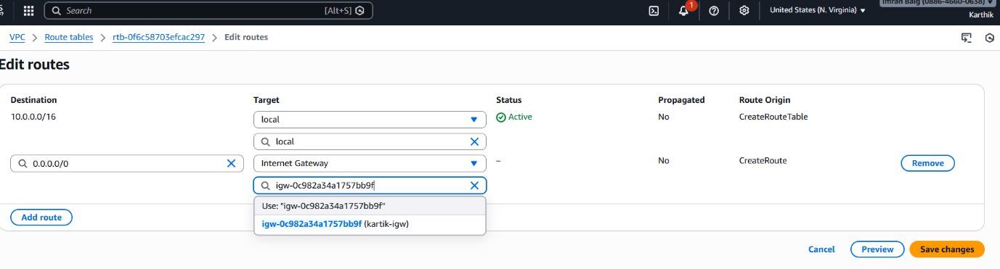 Search [Alt+S] 1 United States (N. Virginia) Imran Baig (0886-4660-0638)
Karthik
VPC Route tables rtb-0f6c58703efcac297 Edit routes
Edit routes
Destination Target Status Propagated Route Origin
10.0.0.0/16 local Active No CreateRouteTable
local
0.0.0.0/0 Internet Gateway – No CreateRoute Remove
igw-0c982a34a1757bb9f
Use: "igw-0c982a34a1757bb9f"
Add route igw-0c982a34a1757bb9f (kartik-igw)
Cancel Preview Save changes